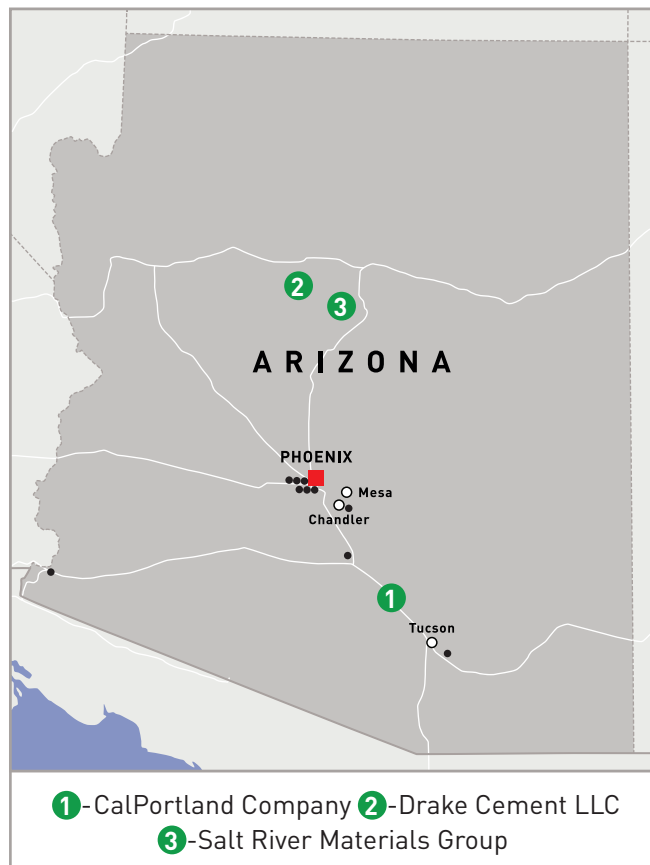 2
3
ARIZONA
PHOENIX
Mesa
Chandler
1
Tucson
1-CalPortland Company 2-Drake Cement LLC
3-Salt River Materials Group